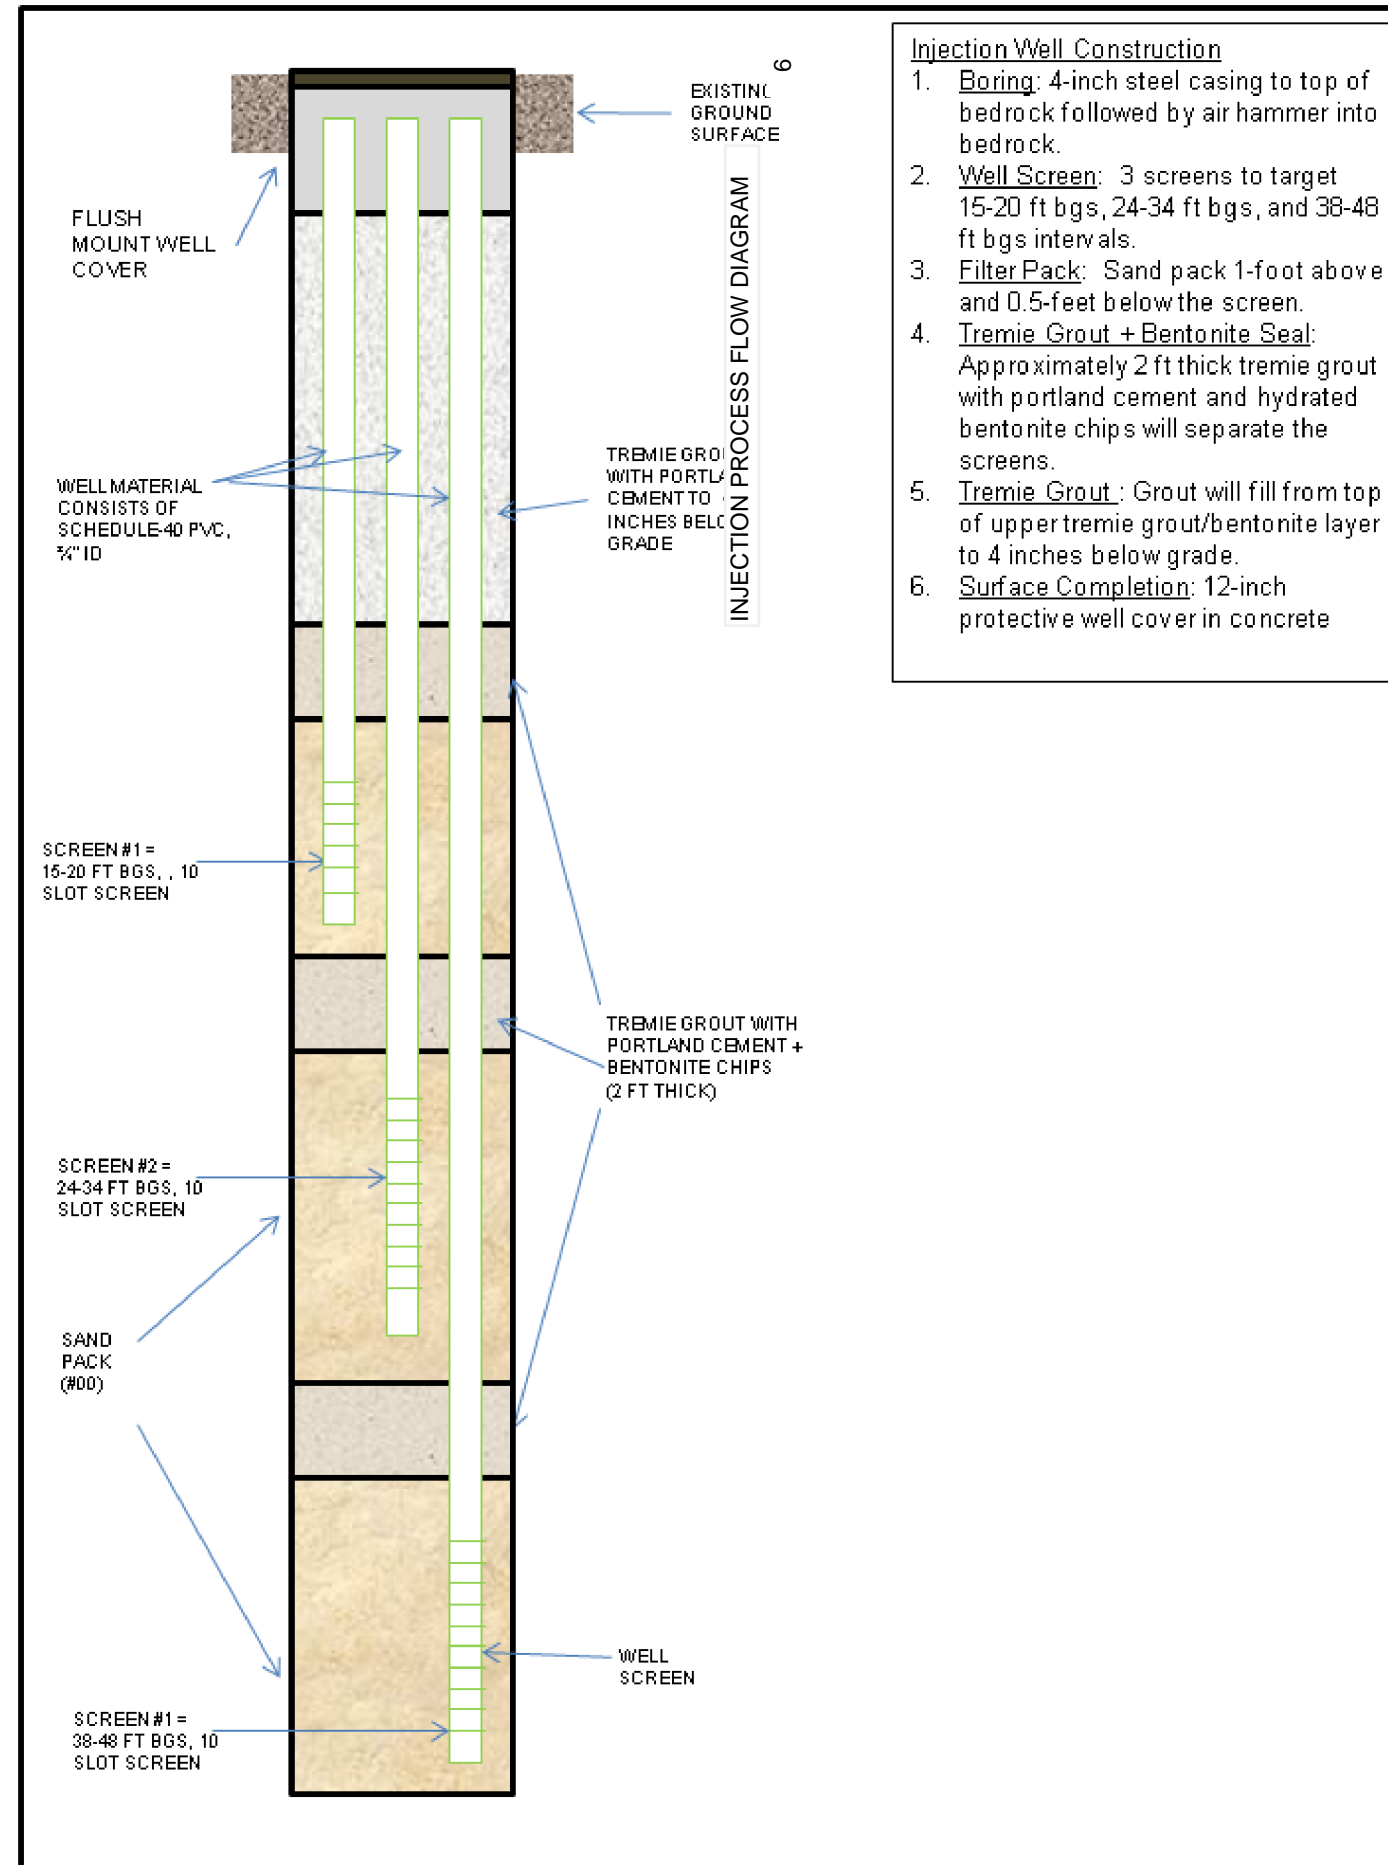 6
EXISTING
GROUND
SURFACE
FLUSH
MOUNT WELL
COVER
INJECTION PROCESS FLOW DIAGRAM
WELL MATERIAL
CONSISTS OF
SCHEDULE-40 PVC,
¾" ID
TREMIE
WITH
CEMENT TO
INCHES
GRADE
SCREEN #1 =
15-20 FT BGS, , 10
SLOT SCREEN
TREMIE GROUT WITH
PORTLAND CEMENT +
BENTONITE CHIPS
(2 FT THICK)
SCREEN #2 =
24-34 FT BGS, 10
SLOT SCREEN
SAND
PACK
(#00)
WELL
SCREEN
SCREEN #1 =
38-48 FT BGS, 10
SLOT SCREEN
Injection Well Construction
1. Boring: 4-inch steel casing to top of
bedrock followed by air hammer into
bedrock.
2. Well Screen: 3 screens to target
15-20 ft bgs, 24-34 ft bgs, and 38-48
ft bgs intervals.
3. Filter Pack: Sand pack 1-foot above
and 0.5-feet below the screen.
4. Tremie Grout + Bentonite Seal:
Approximately 2 ft thick tremie grout
with portland cement and hydrated
bentonite chips will separate the
screens.
5. Tremie Grout : Grout will fill from top
of upper tremie grout/bentonite layer
to 4 inches below grade.
6. Surface Completion: 12-inch
protective well cover in concrete